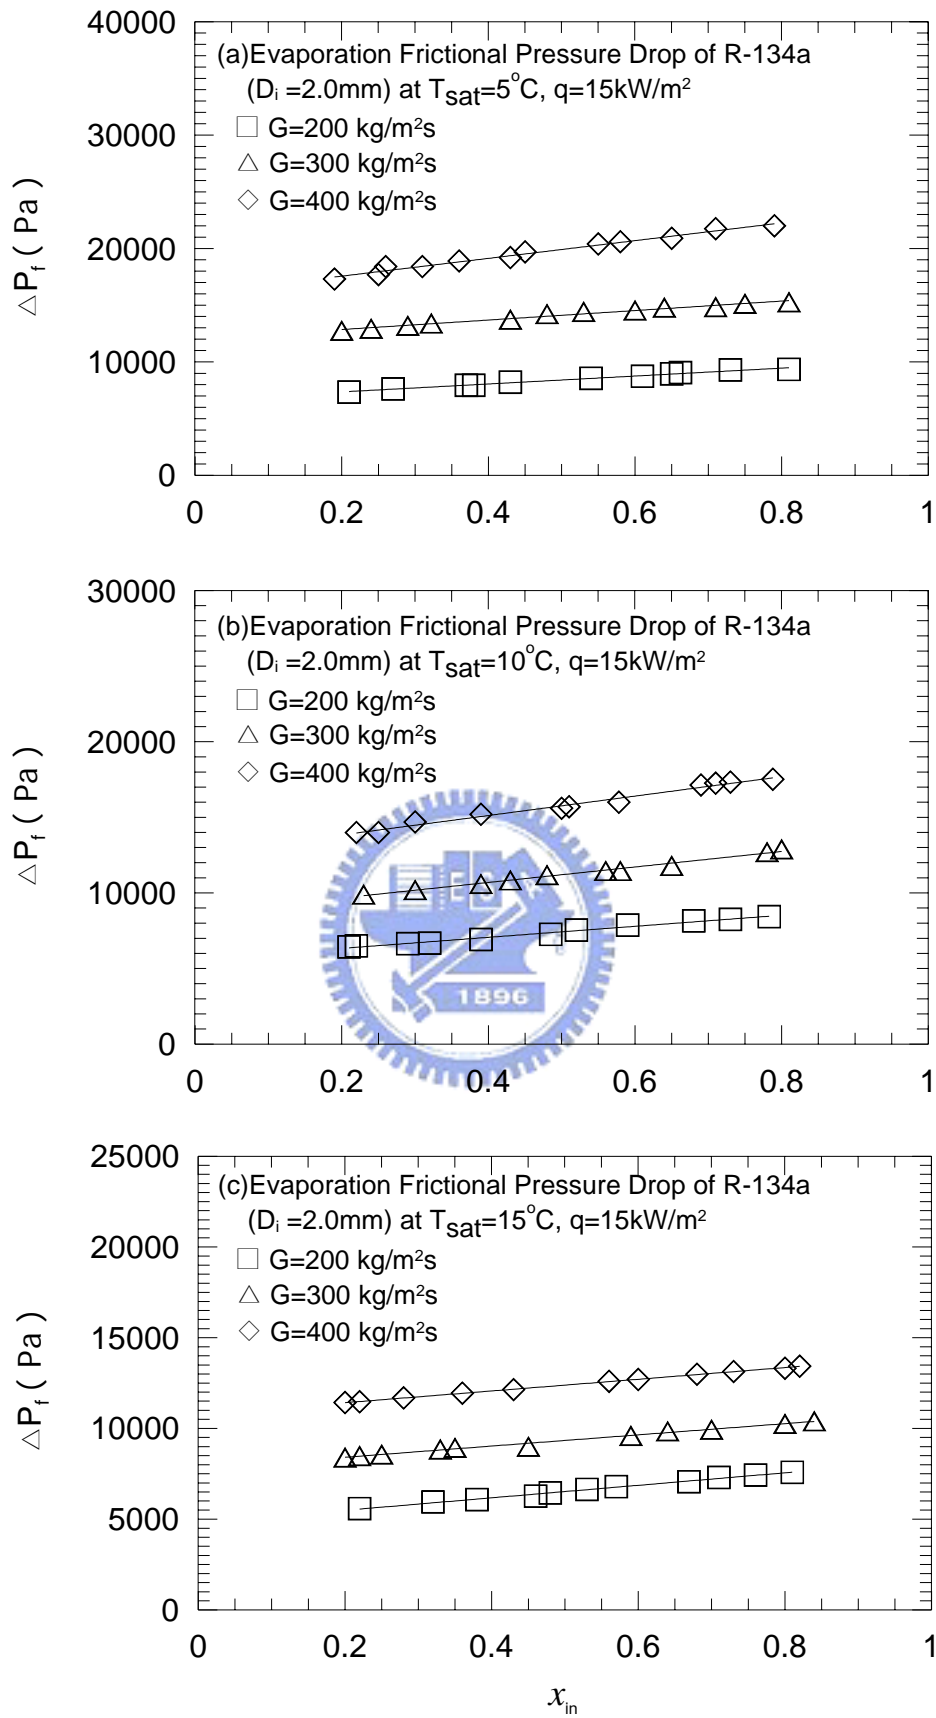 40000
(a)Evaporation Frictional Pressure Drop of R-134a
(Di =2.0mm) at Tsat=5°C, q=15kW/m²
30000
G=200 kg/m²s
G=300 kg/m²s
G=400 kg/m²s
△Pf ( Pa )
20000
10000
0
0 0.2 0.4 0.6 0.8 1
30000
(b)Evaporation Frictional Pressure Drop of R-134a
(Di =2.0mm) at Tsat=10°C, q=15kW/m²
G=200 kg/m²s
G=300 kg/m²s
G=400 kg/m²s
20000
△Pf ( Pa )
10000
1896
0
0 0.2 0.4 0.6 0.8 1
25000
(c)Evaporation Frictional Pressure Drop of R-134a
(Di =2.0mm) at Tsat=15°C, q=15kW/m²
20000
G=200 kg/m²s
G=300 kg/m²s
G=400 kg/m²s
15000
△Pf ( Pa )
10000
5000
0
0 0.2 0.4 0.6 0.8 1
xin